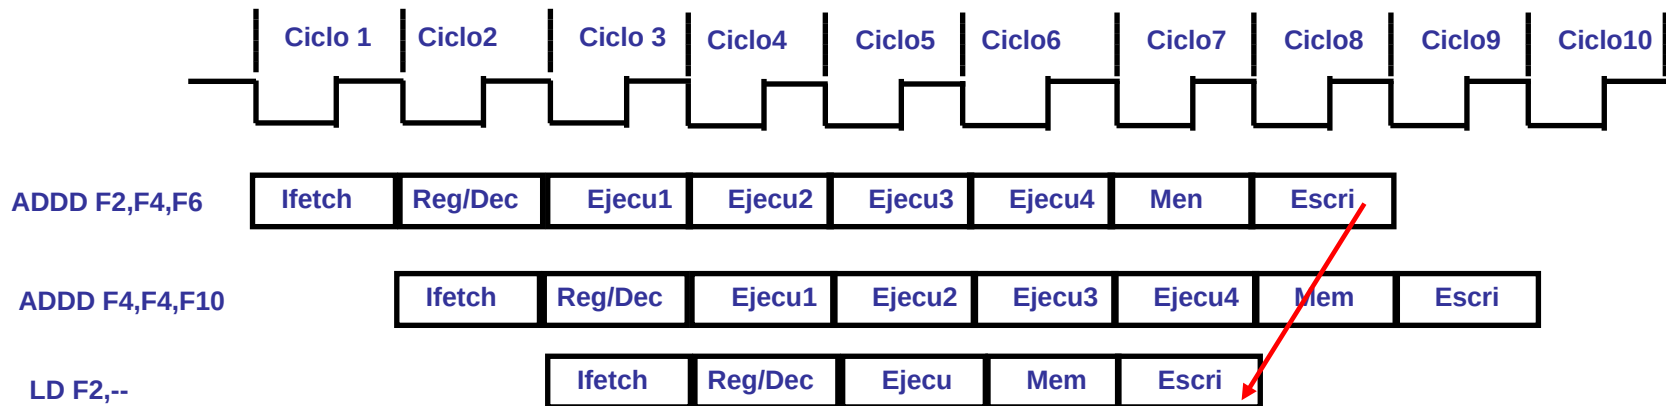 Ciclo 1 Ciclo2 Ciclo 3 Ciclo4 Ciclo5 Ciclo6 Ciclo7 Ciclo8 Ciclo9 Ciclo10
ADDD F2,F4,F6 Ifetch Reg/Dec Ejecu1 Ejecu2 Ejecu3 Ejecu4 Men Escri
ADDD F4,F4,F10 Ifetch Reg/Dec Ejecu1 Ejecu2 Ejecu3 Ejecu4 Mem Escri
LD F2,-- Ifetch Reg/Dec Ejecu Mem Escri